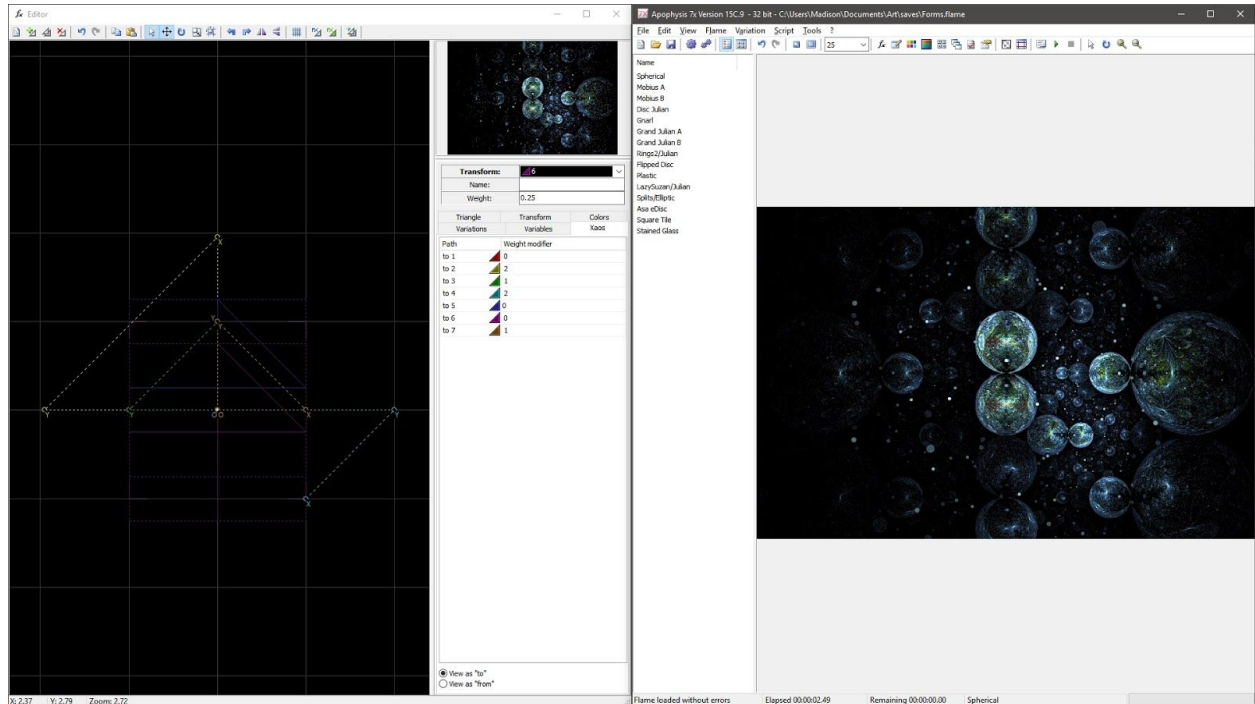 Editor
Transform: 6
Name:
Weight: 0.25
Triangle Transform Colors
Variations Variables Xaos
Path Weight modifier
to 1 0
to 2 2
to 3 1
to 4 2
to 5 0
to 6 0
to 7 1
View as "to"
View as "from"
X: 2.37 Y: 2.79 Zoom: 2.72
Apophysis 7x Version 15C.9 - 32 bit - C:\Users\Madison\Documents\Art\saves\Forms.flame
File Edit View Flame Variation Script Tools ?
25
Name
Spherical
Mobius A
Mobius B
Disc Julian
Gnarl
Grand Julian A
Grand Julian B
Rings2/Julian
Flipped Disc
Plastic
LazySuzan/Julian
Splits/Elliptic
Asa eDisc
Square Tile
Stained Glass
Flame loaded without errors Elapsed 00:00:02.49 Remaining 00:00:00.00 Spherical